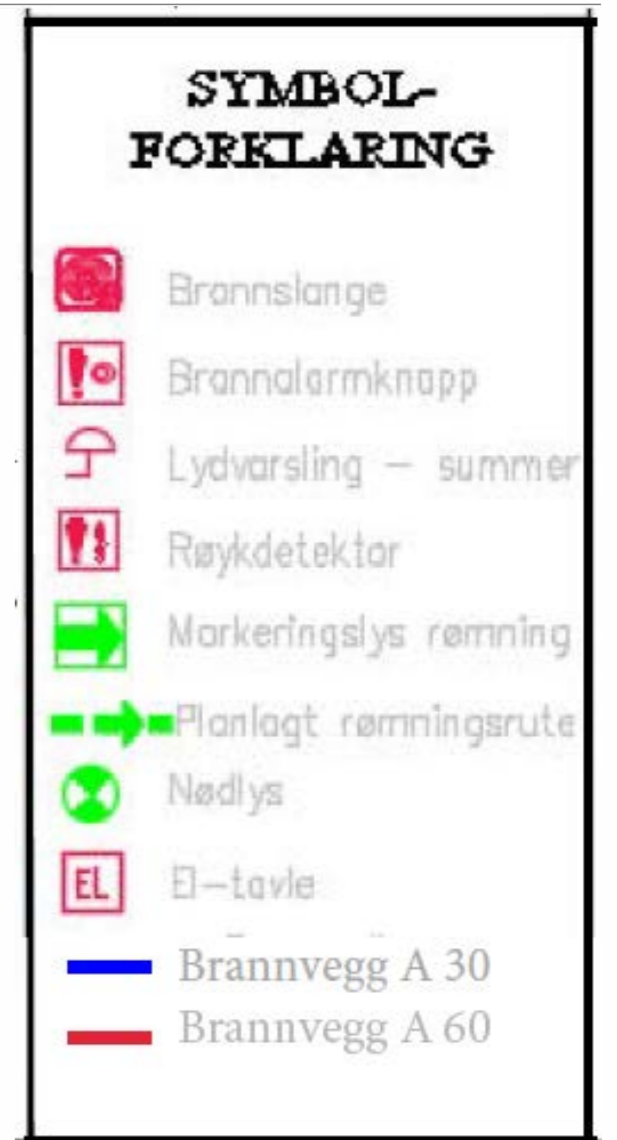 SYMBOL-
FORKLARING
Brannslange
Brannalarmknapp
Lydvarsling - summer
Røykdetektor
Markeringslys rømning
Planlagt rømningsrute
Nødlys
EL El-tavle
Brannvegg A 30
Brannvegg A 60